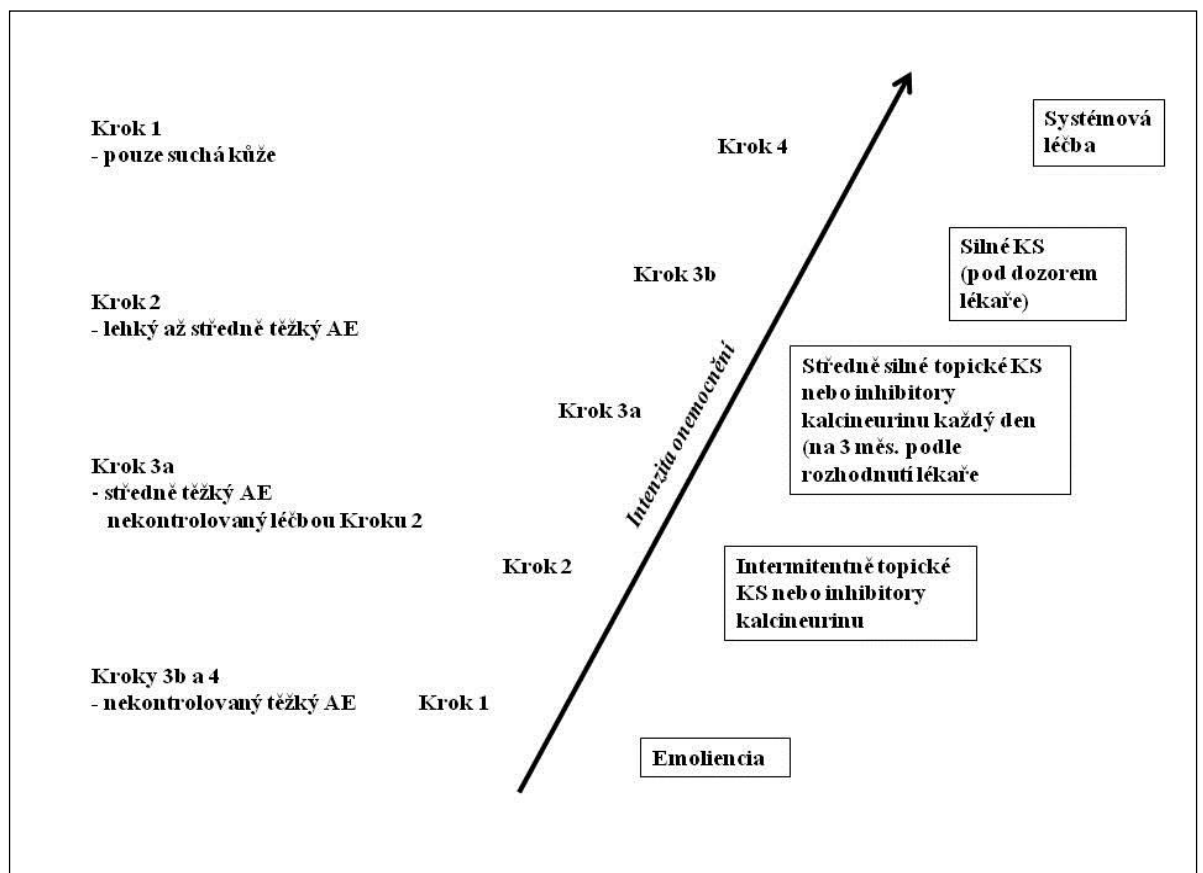 Krok 1
- pouze suchá kůže
Krok 2
- lehký až středně těžký AE
Krok 3a
- středně těžký AE
nekontrolovaný léčbou Kroku 2
Kroky 3b a 4
- nekontrolovaný těžký AE
Krok 4
Krok 3b
Krok 3a
Krok 2
Krok 1
Intenzita onemocnění
Systémová
léčba
Silné KS
(pod dozorem
lékaře)
Středně silné topické KS
nebo inhibitory
kalcineurinu každý den
(na 3 měs. podle
rozhodnutí lékaře
Intermitentně topické
KS nebo inhibitory
kalcineurinu
Emoliencia